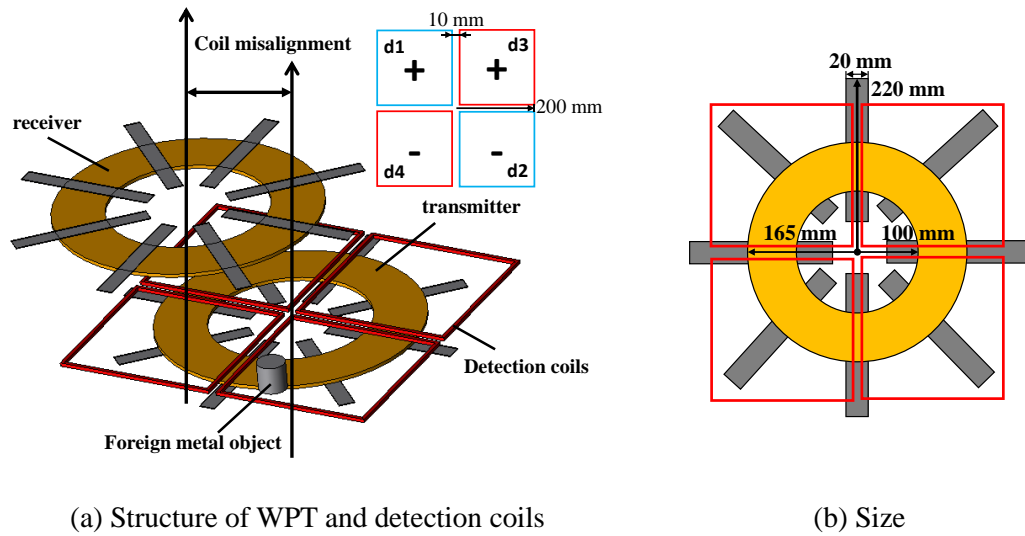 10 mm
Coil misalignment
d1
d3
+
+
200 mm
-
-
d4
d2
receiver
transmitter
Detection coils
Foreign metal object
20 mm
220 mm
165 mm
100 mm
(a) Structure of WPT and detection coils
(b) Size